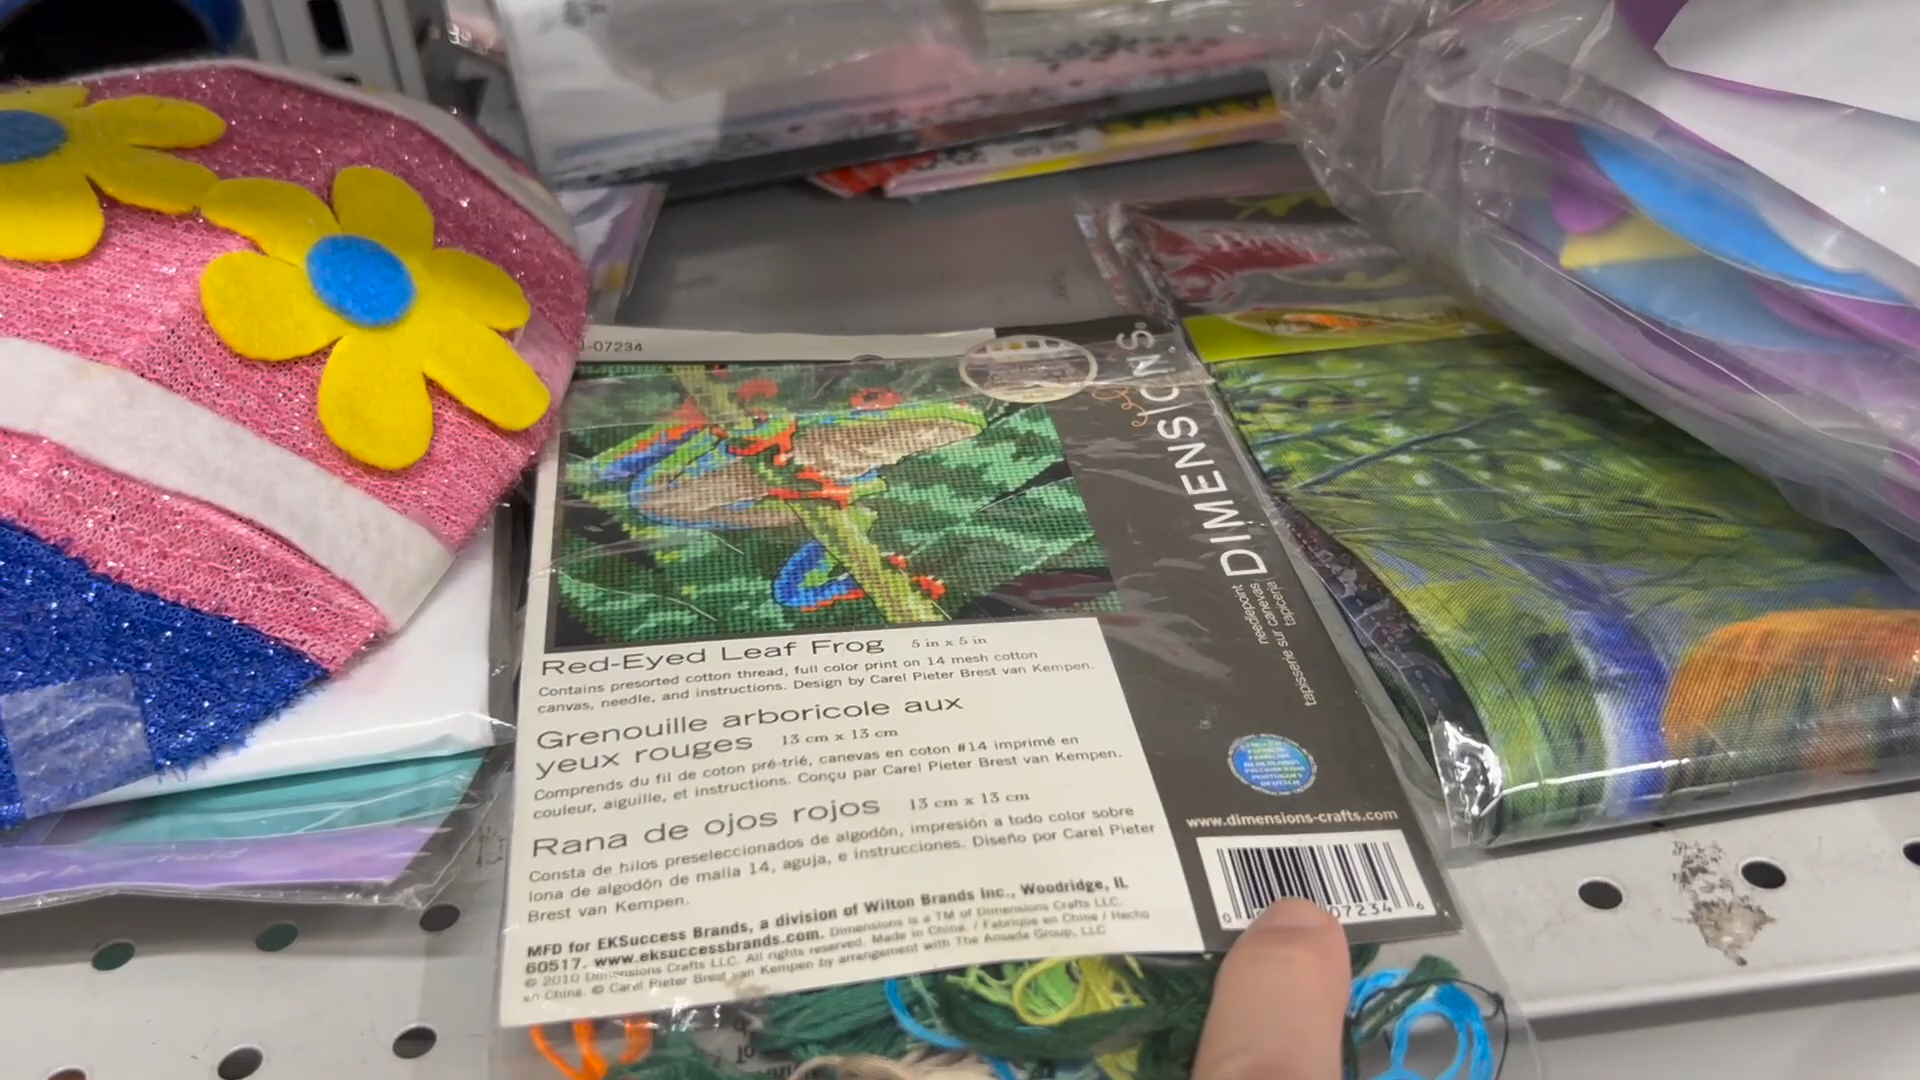 -07234
DIMENSIONS®
needlepoint
tapisserie sur canevas
tapicería
Red-Eyed Leaf Frog 5 in x 5 in
Contains presorted cotton thread, full color print on 14 mesh cotton
canvas, needle, and instructions. Design by Carel Pieter Brest van Kempen.
Grenouille arboricole aux
yeux rouges 13 cm x 13 cm
Comprends du fil de coton pré-trié, canevas en coton #14 imprimé en
couleur, aiguille, et instructions. Conçu par Carel Pieter Brest van Kempen.
Rana de ojos rojos 13 cm x 13 cm
Consta de hilos preseleccionados de algodón, impresión a todo color sobre
lona de algodón de malla 14, aguja, e instrucciones. Diseño por Carel Pieter
Brest van Kempen.
MFD for EKSuccess Brands, a division of Wilton Brands Inc., Woodridge, IL
60517. www.eksuccessbrands.com. Dimensions is a TM of Dimensions Crafts LLC.
© 2010 Dimensions Crafts LLC. All rights reserved. Made in China. / Fabriqué en Chine / Hecho
en China. © Carel Pieter Brest van Kempen by arrangement with The Ansada Group, LLC
www.dimensions-crafts.com
0 07234 6